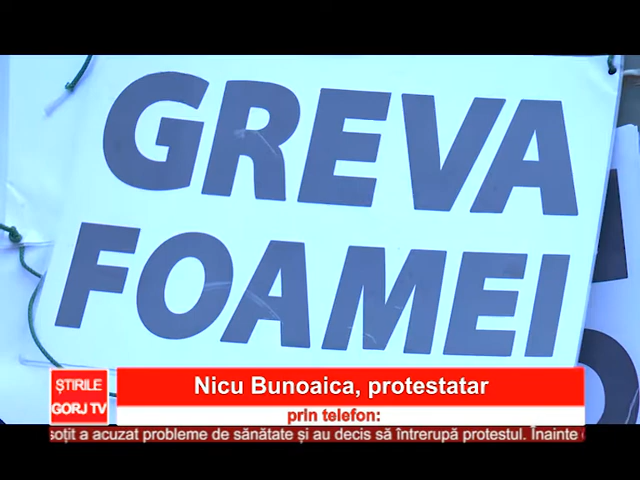 GREVA
FOAMEI
ȘTIRILE
GORJ TV
Nicu Bunoaica, protestatar
prin telefon:
soțit a acuzat probleme de sănătate și au decis să întrerupă protestul. Înainte